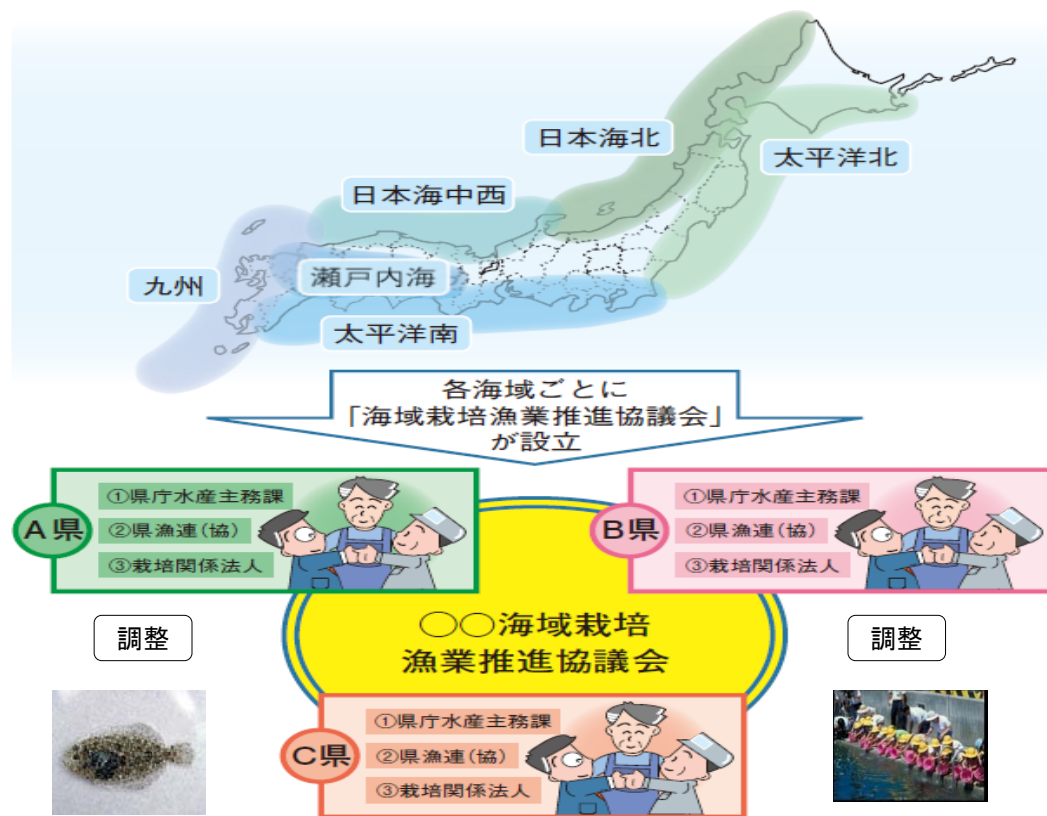 日本海北
太平洋北
日本海中西
九州
瀬戸内海
太平洋南
各海域ごとに
「海域栽培漁業推進協議会」
が設立
A県
①県庁水産主務課
②県漁連(協)
③栽培関係法人
B県
①県庁水産主務課
②県漁連(協)
③栽培関係法人
調整
調整
〇〇海域栽培
漁業推進協議会
C県
①県庁水産主務課
②県漁連(協)
③栽培関係法人